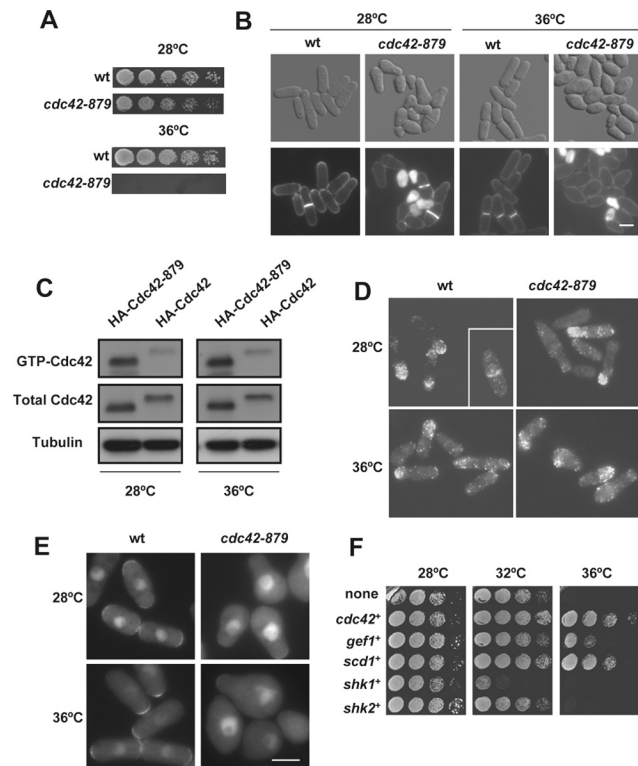 A
28ºC
wt
cdc42-879
36ºC
wt
cdc42-879
B
28ºC
36ºC
wt
cdc42-879
wt
cdc42-879
C
HA-Cdc42-879
HA-Cdc42
HA-Cdc42-879
HA-Cdc42
GTP-Cdc42
Total Cdc42
Tubulin
28ºC
36ºC
D
wt
cdc42-879
28ºC
36ºC
E
wt
cdc42-879
28ºC
36ºC
F
28ºC
32ºC
36ºC
none
cdc42+
gef1+
scd1+
shk1+
shk2+